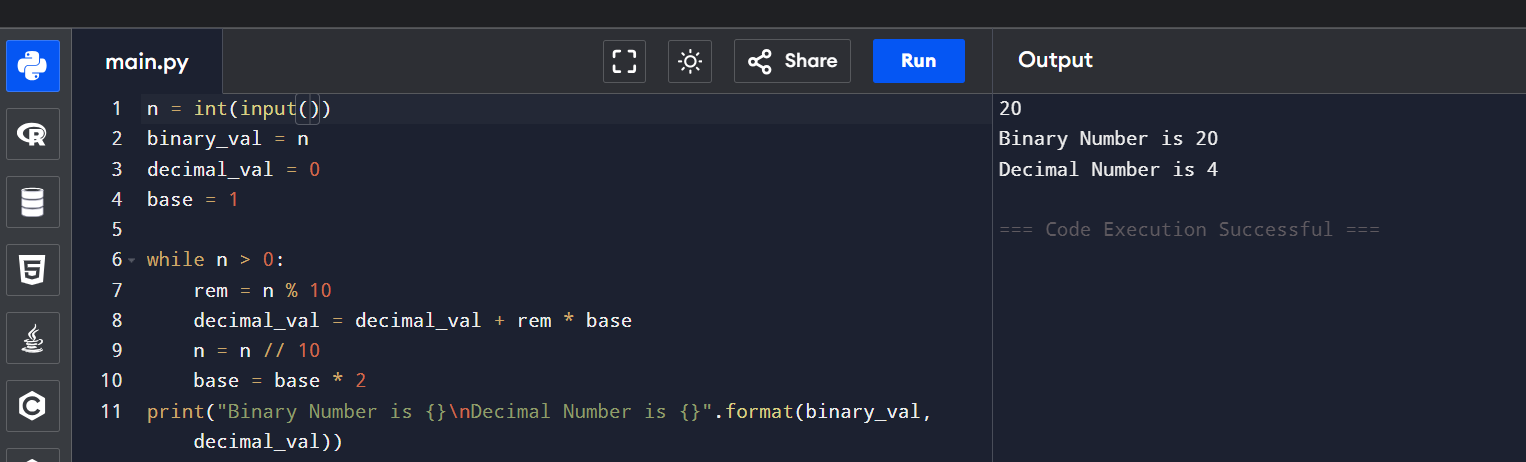 main.py
Share
Run
Output
1 n = int(input())
2 binary_val = n
3 decimal_val = 0
4 base = 1
5
6 while n > 0:
7     rem = n % 10
8     decimal_val = decimal_val + rem * base
9     n = n // 10
10     base = base * 2
11 print("Binary Number is {}\nDecimal Number is {}".format(binary_val,
    decimal_val))
20
Binary Number is 20
Decimal Number is 4
=== Code Execution Successful ===